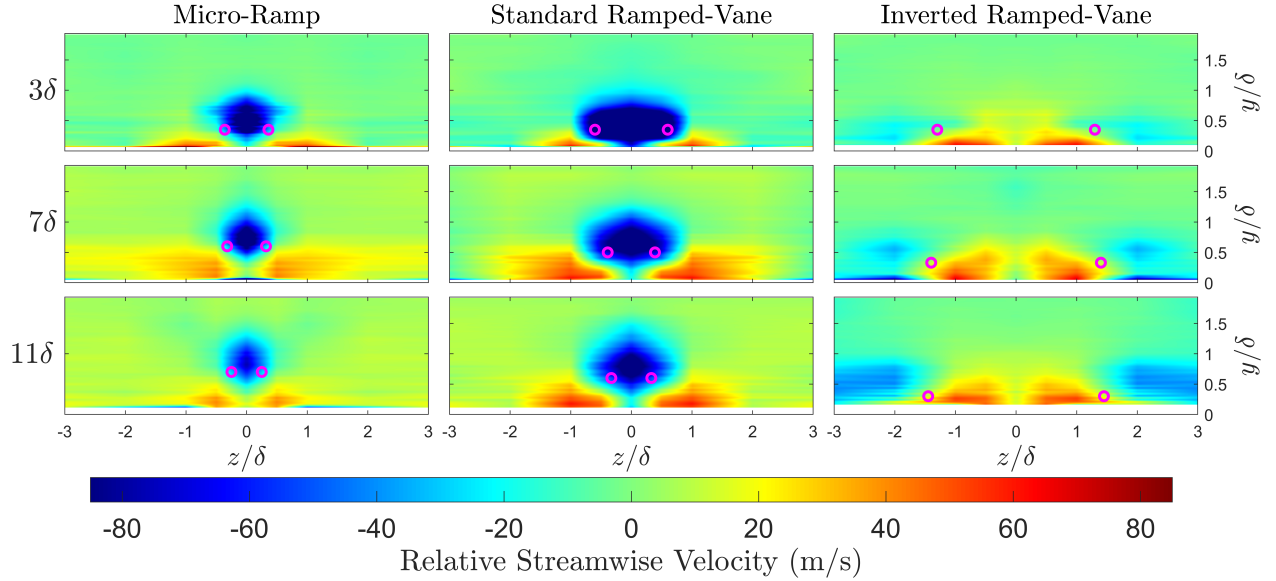 Micro-Ramp Standard Ramped-Vane Inverted Ramped-Vane
3δ 1.5 1 0.5 0 y/δ
7δ 1.5 1 0.5 0 y/δ
11δ 1.5 1 0.5 0 y/δ
-3 -2 -1 0 1 2 3 -3 -2 -1 0 1 2 3 -3 -2 -1 0 1 2 3
z/δ z/δ z/δ
-80 -60 -40 -20 0 20 40 60 80
Relative Streamwise Velocity (m/s)